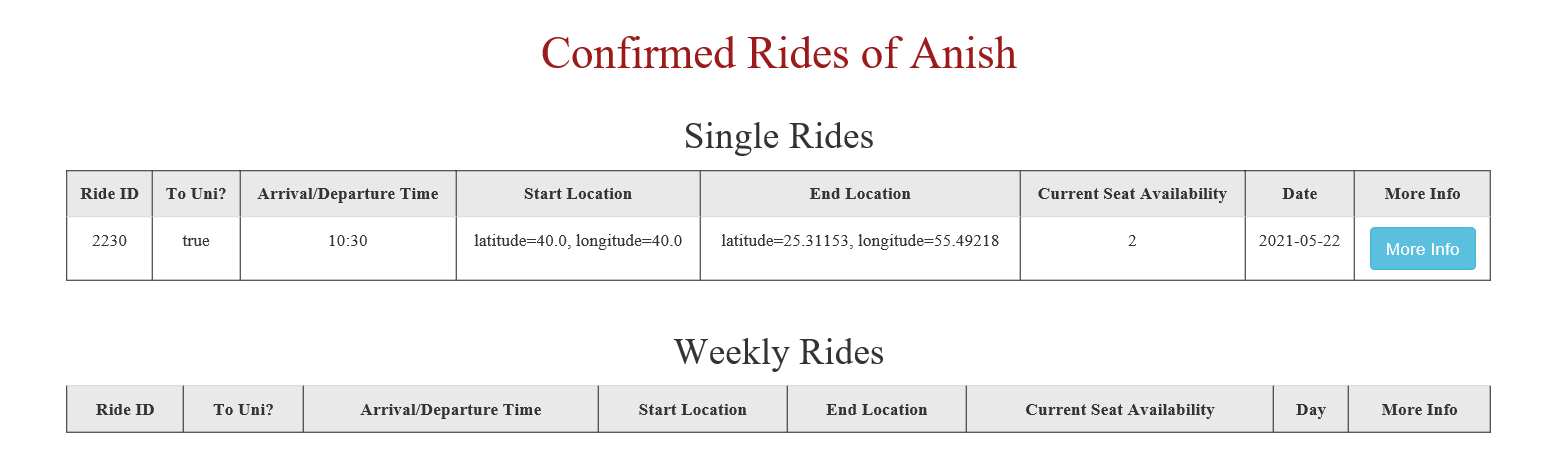 Confirmed Rides of Anish
Single Rides
Ride ID To Uni? Arrival/Departure Time Start Location End Location Current Seat Availability Date More Info
2230 true 10:30 latitude=40.0, longitude=40.0 latitude=25.31153, longitude=55.49218 2 2021-05-22 More Info
Weekly Rides
Ride ID To Uni? Arrival/Departure Time Start Location End Location Current Seat Availability Day More Info